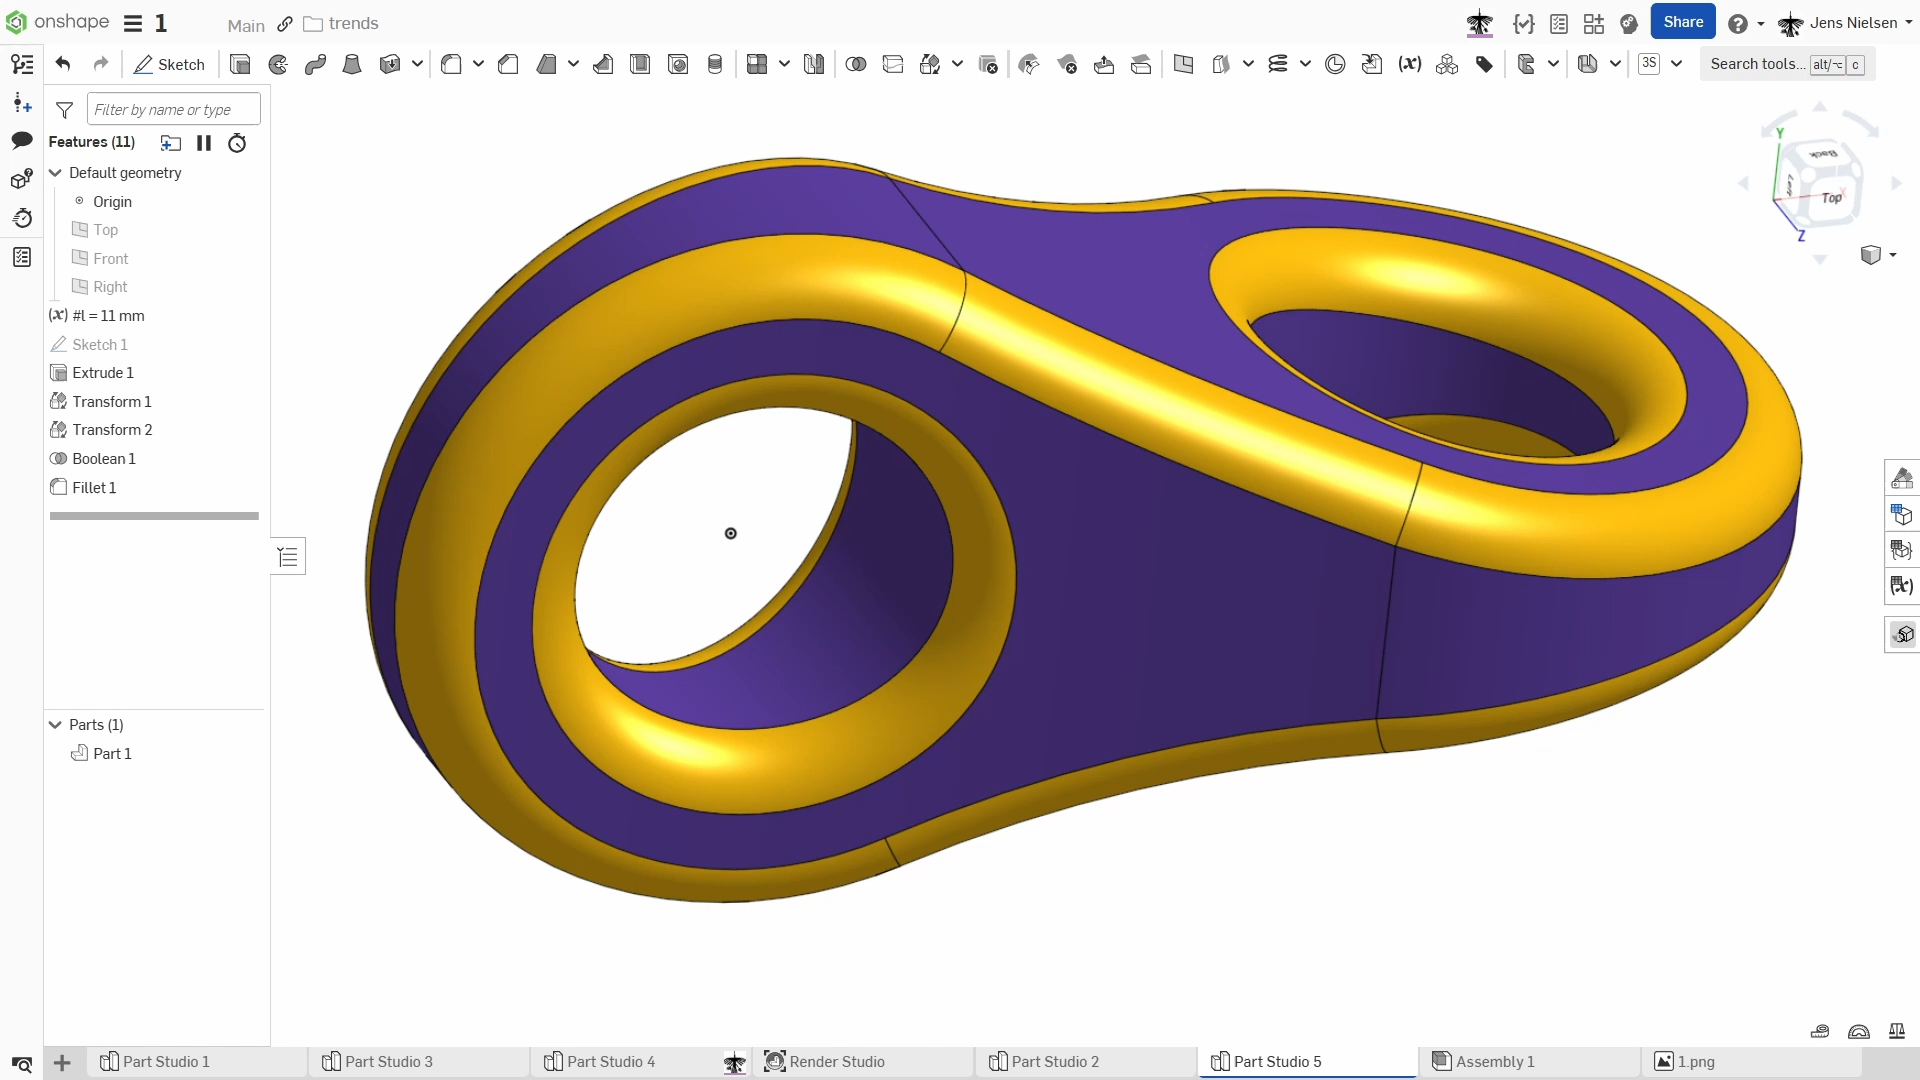 onshape
1
Main
trends
Share
Jens Nielsen
Sketch
3S
Search tools... alt/⌥ c
Filter by name or type
Features (11)
Default geometry
Origin
Top
Front
Right
(x) #l = 11 mm
Sketch 1
Extrude 1
Transform 1
Transform 2
Boolean 1
Fillet 1
Parts (1)
Part 1
Y
Back
Left
Top
X
Z
Part Studio 1
Part Studio 3
Part Studio 4
Render Studio
Part Studio 2
Part Studio 5
Assembly 1
1.png